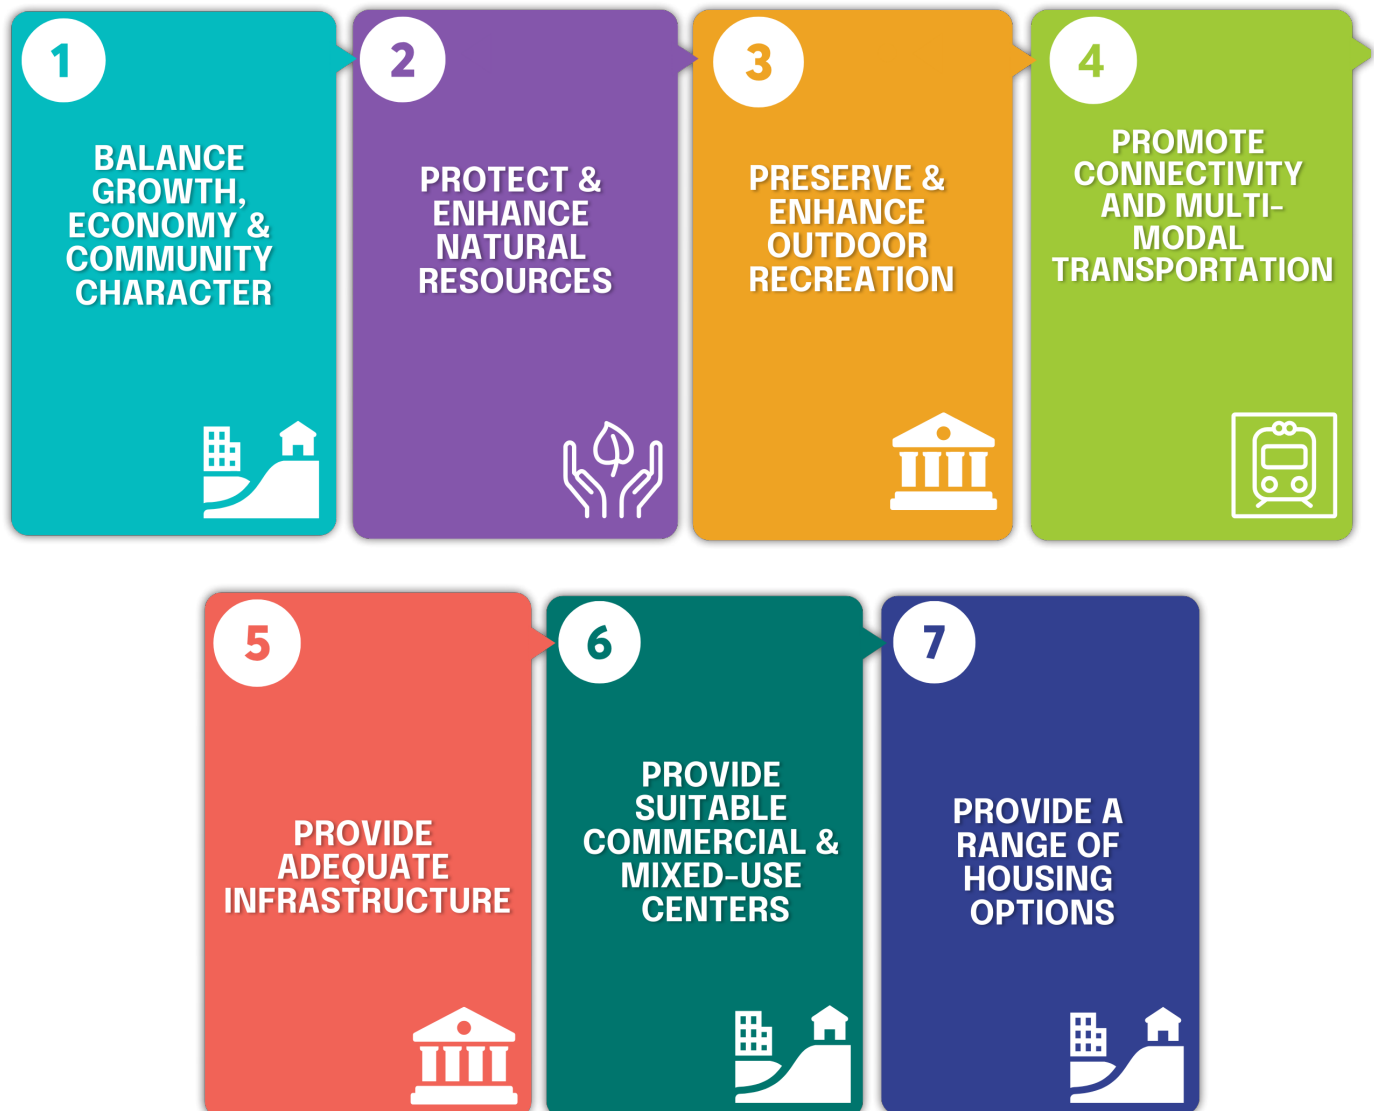 1
BALANCE
GROWTH,
ECONOMY &
COMMUNITY
CHARACTER
2
PROTECT &
ENHANCE
NATURAL
RESOURCES
3
PRESERVE &
ENHANCE
OUTDOOR
RECREATION
4
PROMOTE
CONNECTIVITY
AND MULTI-
MODAL
TRANSPORTATION
5
PROVIDE
ADEQUATE
INFRASTRUCTURE
6
PROVIDE
SUITABLE
COMMERCIAL &
MIXED-USE
CENTERS
7
PROVIDE A
RANGE OF
HOUSING
OPTIONS